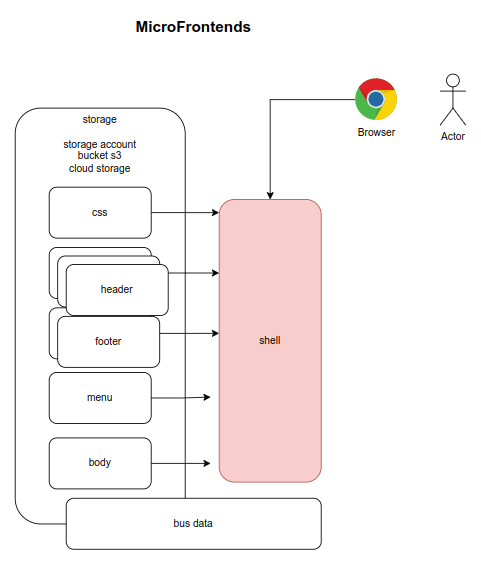 MicroFrontends
storage
storage account
bucket s3
cloud storage
Browser
Actor
css
header
footer
shell
menu
body
bus data